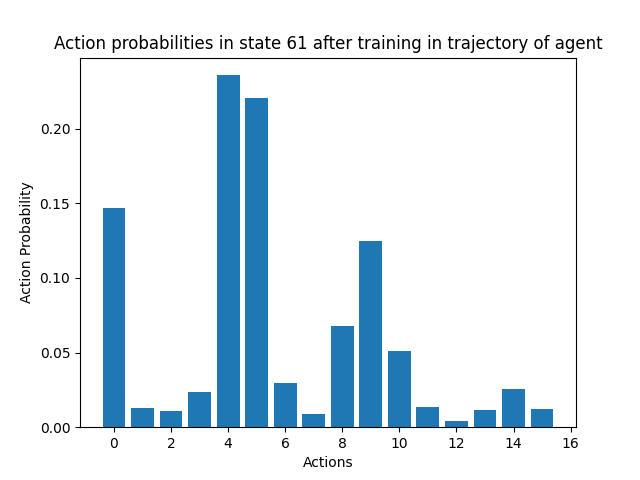 Action probabilities in state 61 after training in trajectory of agent
Action Probability
0.20
0.15
0.10
0.05
0.00
0 2 4 6 8 10 12 14 16
Actions